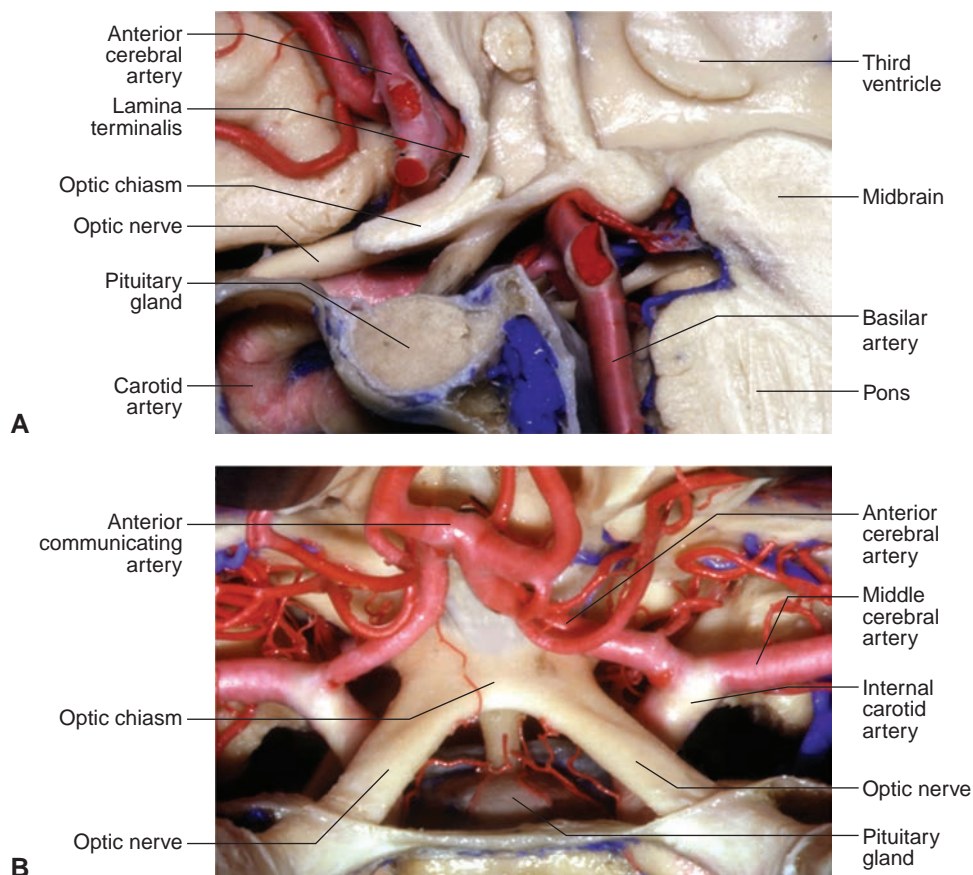 Anterior
cerebral
artery
Lamina
terminalis
Optic chiasm
Optic nerve
Pituitary
gland
Carotid
artery
A
Third
ventricle
Midbrain
Basilar
artery
Pons
Anterior
communicating
artery
Optic chiasm
Optic nerve
B
Anterior
cerebral
artery
Middle
cerebral
artery
Internal
carotid
artery
Optic nerve
Pituitary
gland